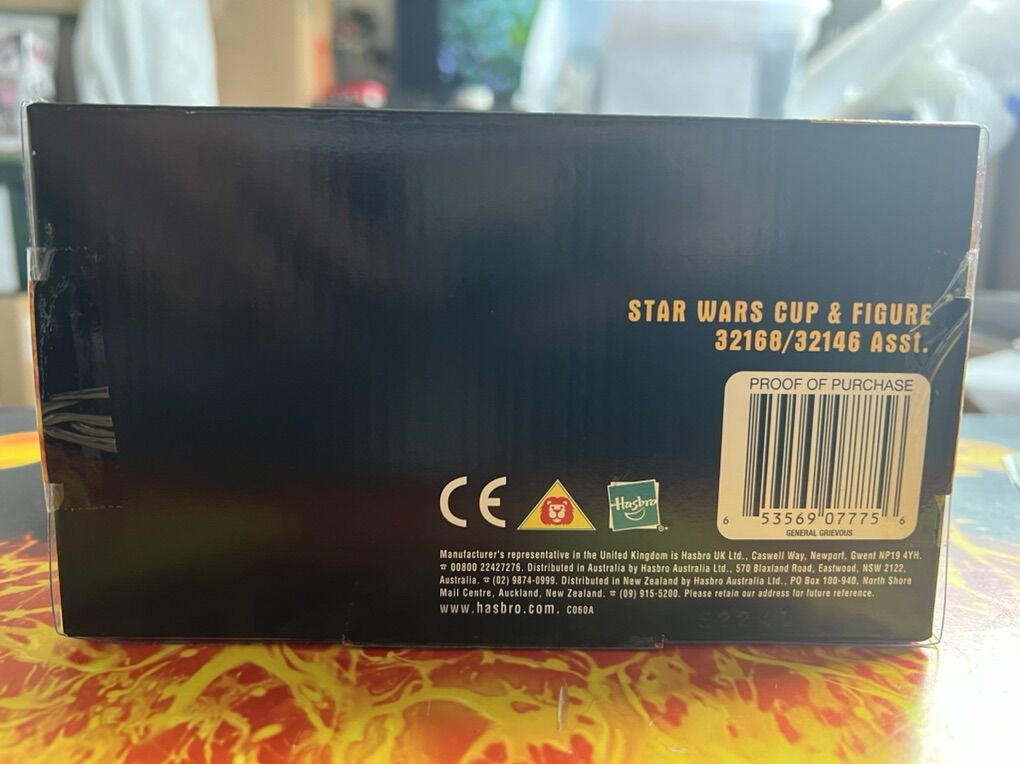 STAR WARS CUP & FIGURE
32168/32146 Asst.
PROOF OF PURCHASE
6 53569 07775 6
GENERAL GRIEVOUS
CE
Hasbro
Manufacturer's representative in the United Kingdom is Hasbro UK Ltd., Caswell Way, Newport, Gwent NP19 4YH.
☎ 00800 22427276. Distributed in Australia by Hasbro Australia Ltd., 570 Blaxland Road, Eastwood, NSW 2122,
Australia. ☎ (02) 9874-0999. Distributed in New Zealand by Hasbro Australia Ltd., PO Box 100-940, North Shore
Mail Centre, Auckland, New Zealand. ☎ (09) 915-5200. Please retain our address for future reference.
www.hasbro.com. C060A